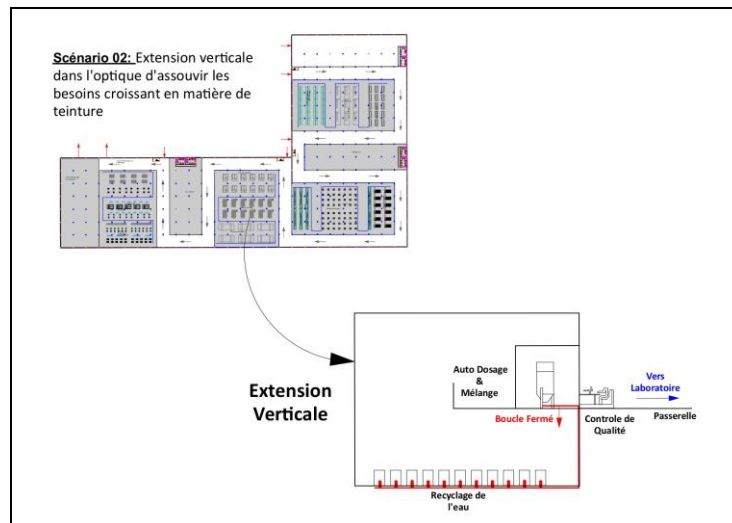 Scénario 02: Extension verticale
dans l'optique d'assouvir les
besoins croissant en matière de
teinture
Extension
Verticale
Auto Dosage
&
Mélange
Boucle Fermé
Vers
Laboratoire
Controle de
Qualité
Passerelle
Recyclage de
l'eau